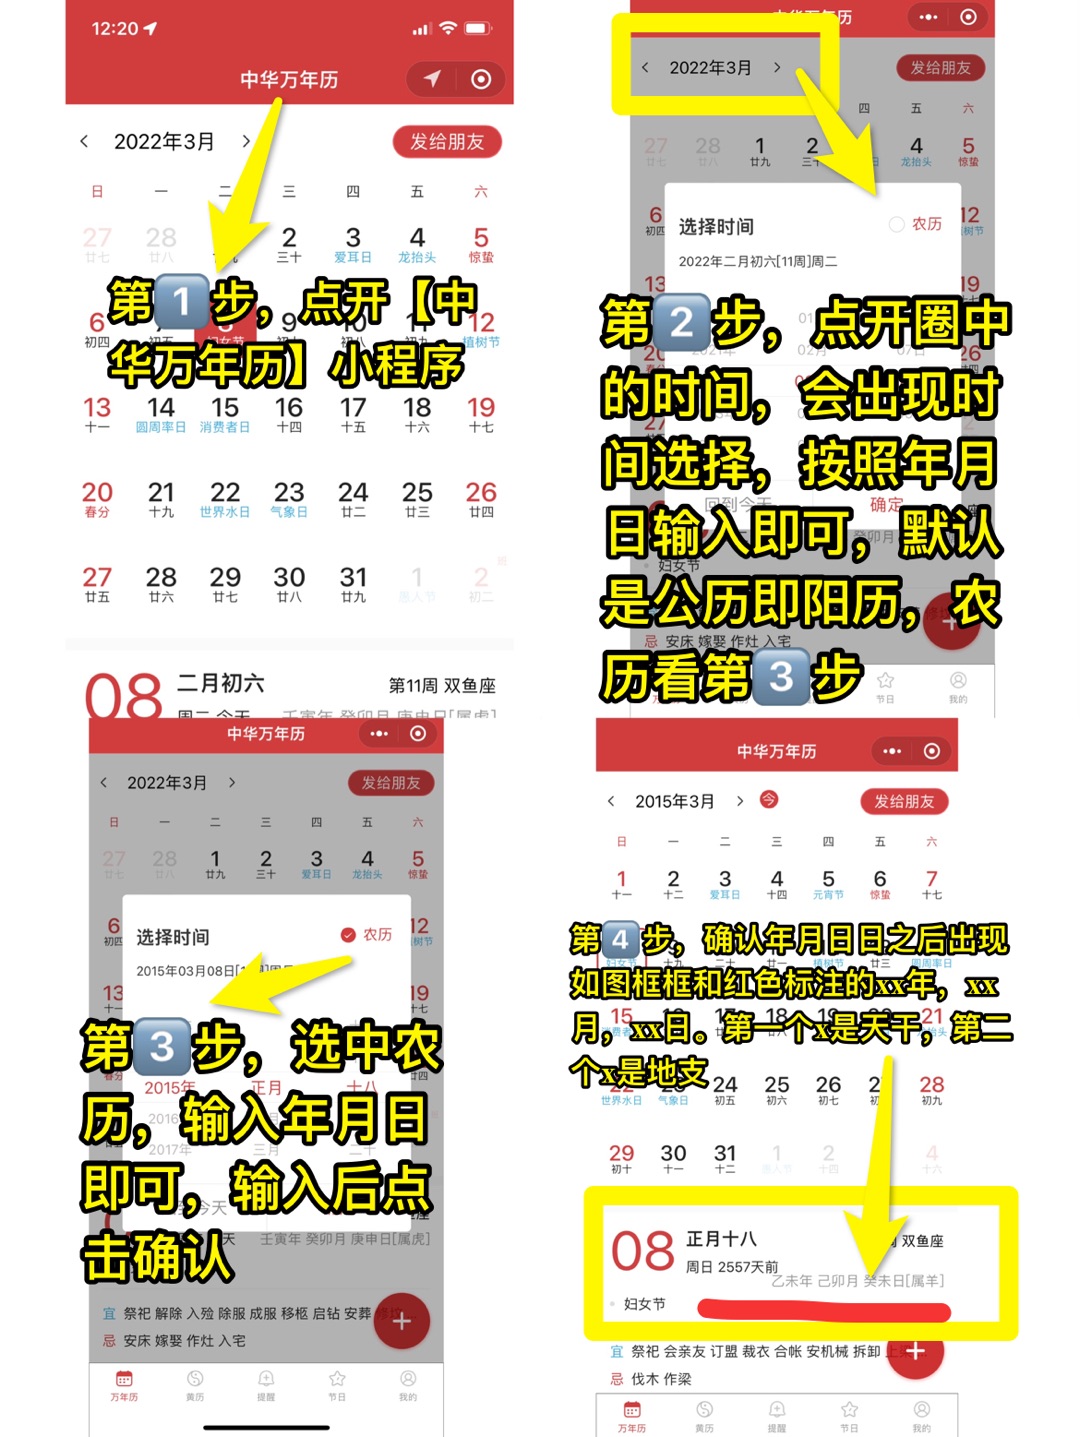 12:20
中华万年历
2022年3月
发给朋友
日 一 二 三 四 五 六
27 28 2 3 4 5
廿七 廿八 三十 爱耳日 龙抬头 惊蛰
第1步，点开【中
华万年历】小程序
6 9 12
初四 妇女节 植树节
13 14 15 16 17 18 19
十一 圆周率日 消费者日 十四 十五 十六 十七
20 21 22 23 24 25 26
春分 十九 世界水日 气象日 廿二 廿三 廿四
27 28 29 30 31 1 2
廿五 廿六 廿七 廿八 廿九 愚人节 初二
08
二月初六
第11周 双鱼座
周二 今天 壬寅年 癸卯月 庚申日[属虎]
中华万年历
2022年3月
发给朋友
四 五 六
27 28 1 2 4 5
廿七 廿八 廿九 三十 龙抬头 惊蛰
6 12
初四 植树节
选择时间
农历
2022年二月初六[11周]周二
13 19
第2步，点开圈中
的时间，会出现时
间选择，按照年月
日输入即可，默认
是公历即阳历，农
历看第3步
2021年 02月 07日
20 26
27
回到今天 确定
癸卯月
妇女节
宜
忌 安床 嫁娶 作灶 入宅
节日 我的
中华万年历
2022年3月
发给朋友
日 一 二 三 四 五 六
27 28 1 2 3 4 5
廿七 廿八 廿九 三十 爱耳日 龙抬头 惊蛰
6 12
初四 植树节
选择时间
农历
2015年03月08日
13 19
十一
第3步，选中农
历，输入年月日
即可，输入后点
击确认
春分 廿四
2015年 正月 十八
2016
2017年 三月 二十
今天
壬寅年 癸卯月 庚申日[属虎]
宜 祭祀 解除 入殓 除服 成服 移柩 启钻 安葬 修坟
忌 安床 嫁娶 作灶 入宅
万年历 黄历 提醒 节日 我的
中华万年历
2015年3月
今
发给朋友
日 一 二 三 四 五 六
1 2 3 4 5 6 7
十一 十二 爱耳日 十四 元宵节 惊蛰 十七
第4步，确认年月日日之后出现
如图框框和红色标注的xx年，xx
月，xx日。第一个x是天干，第二
个x是地支
妇女节 十九 二十 廿一 植树节 廿三 圆周率日
15 21
22 23 24 25 26 28
世界水日 气象日 初五 初六 初七 初九
29 30 31 1 2 4
初十 十一 十二 愚人节 十四 十六
08
正月十八
双鱼座
周日 2557天前
乙未年 己卯月 癸未日[属羊]
妇女节
宜 祭祀 会亲友 订盟 裁衣 合帐 安机械 拆卸
忌 伐木 作梁
万年历 黄历 提醒 节日 我的